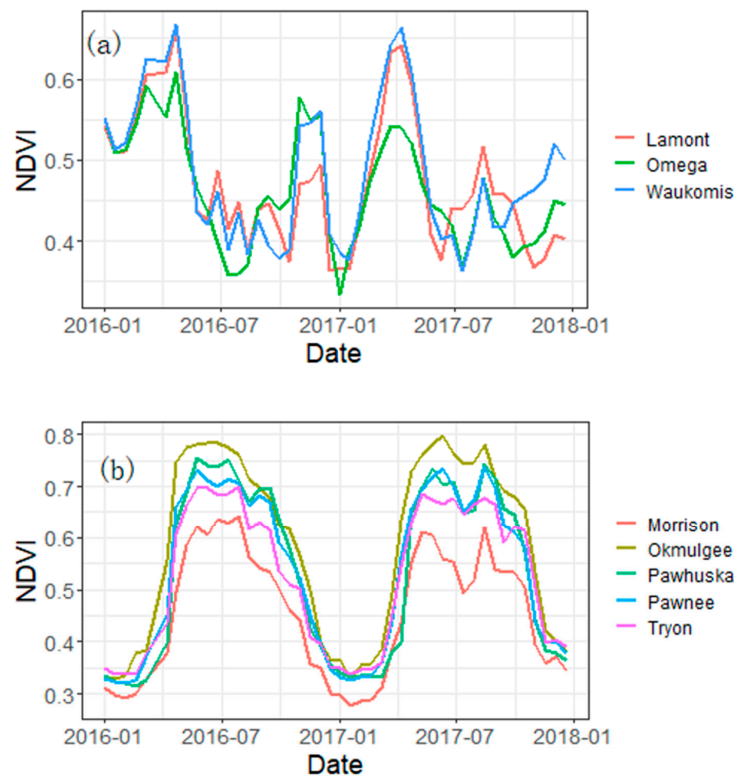 (a)
NDVI
0.6
0.5
0.4
2016-01 2016-07 2017-01 2017-07 2018-01
Date
Lamont
Omega
Waukomis
(b)
NDVI
0.8
0.7
0.6
0.5
0.4
0.3
2016-01 2016-07 2017-01 2017-07 2018-01
Date
Morrison
Okmulgee
Pawhuska
Pawnee
Tryon